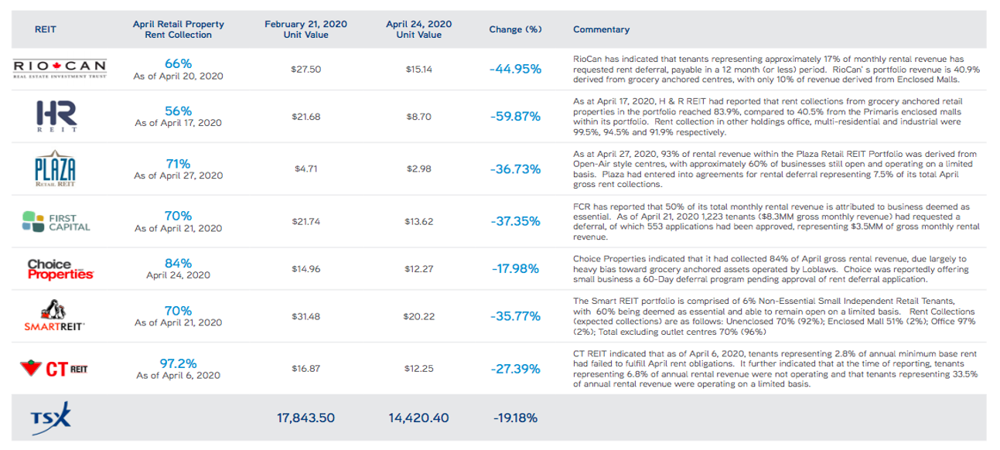 REIT
April Retail Property
Rent Collection
February 21, 2020
Unit Value
April 24, 2020
Unit Value
Change (%)
Commentary
RIO CAN
REAL ESTATE INVESTMENT TRUST
66%
As of April 20, 2020
$27.50
$15.14
-44.95%
RioCan has indicated that tenants representing approximately 17% of monthly rental revenue has
requested rent deferral, payable in a 12 month (or less) period. RioCan's portfolio revenue is 40.9%
derived from grocery anchored centres, with only 10% of revenue derived from Enclosed Malls.
HR
REIT
56%
As of April 17, 2020
$21.68
$8.70
-59.87%
As at April 17, 2020, H & R REIT had reported that rent collections from grocery anchored retail
properties in the portfolio reached 83.9%, compared to 40.5% from the Primaris enclosed malls
within its portfolio. Rent collection in other holdings office, multi-residential and industrial were
99.5%, 94.5% and 91.9% respectively.
PLAZA
RETAIL REIT
71%
As of April 27, 2020
$4.71
$2.98
-36.73%
As at April 27, 2020, 93% of rental revenue within the Plaza Retail REIT Portfolio was derived from
Open-Air style centres, with approximately 60% of businesses still open and operating on a limited
basis. Plaza had entered into agreements for rental deferral representing 7.5% of its total April
gross rent collections.
FIRST
CAPITAL
70%
As of April 21, 2020
$21.74
$13.62
-37.35%
FCR has reported that 50% of its total monthly rental revenue is attributed to business deemed as
essential. As of April 21, 2020 1,223 tenants ($8.3MM gross monthly revenue) had requested a
deferral, of which 553 applications had been approved, representing $3.5MM of gross monthly rental
revenue.
Choice
Properties
84%
April 24, 2020
$14.96
$12.27
-17.98%
Choice Properties indicated that it had collected 84% of April gross rental revenue, due largely to
heavy bias toward grocery anchored assets operated by Loblaws. Choice was reportedly offering
small business a 60-Day deferral program pending approval of rent deferral application.
SMARTREIT
70%
As of April 21, 2020
$31.48
$20.22
-35.77%
The Smart REIT portfolio is comprised of 6% Non-Essential Small Independent Retail Tenants,
with 60% being deemed as essential and able to remain open on a limited basis. Rent Collections
(expected collections) are as follows: Unenclosed 70% (92%); Enclosed Mall 51% (2%); Office 97%
(2%); Total excluding outlet centres 70% (96%)
CT REIT
97.2%
As of April 6, 2020
$16.87
$12.25
-27.39%
CT REIT indicated that as of April 6, 2020, tenants representing 2.8% of annual minimum base rent
had failed to fulfill April rent obligations. It further indicated that at the time of reporting, tenants
representing 6.8% of annual rental revenue were not operating and that tenants representing 33.5%
of annual rental revenue were operating on a limited basis.
TSX
17,843.50
14,420.40
-19.18%